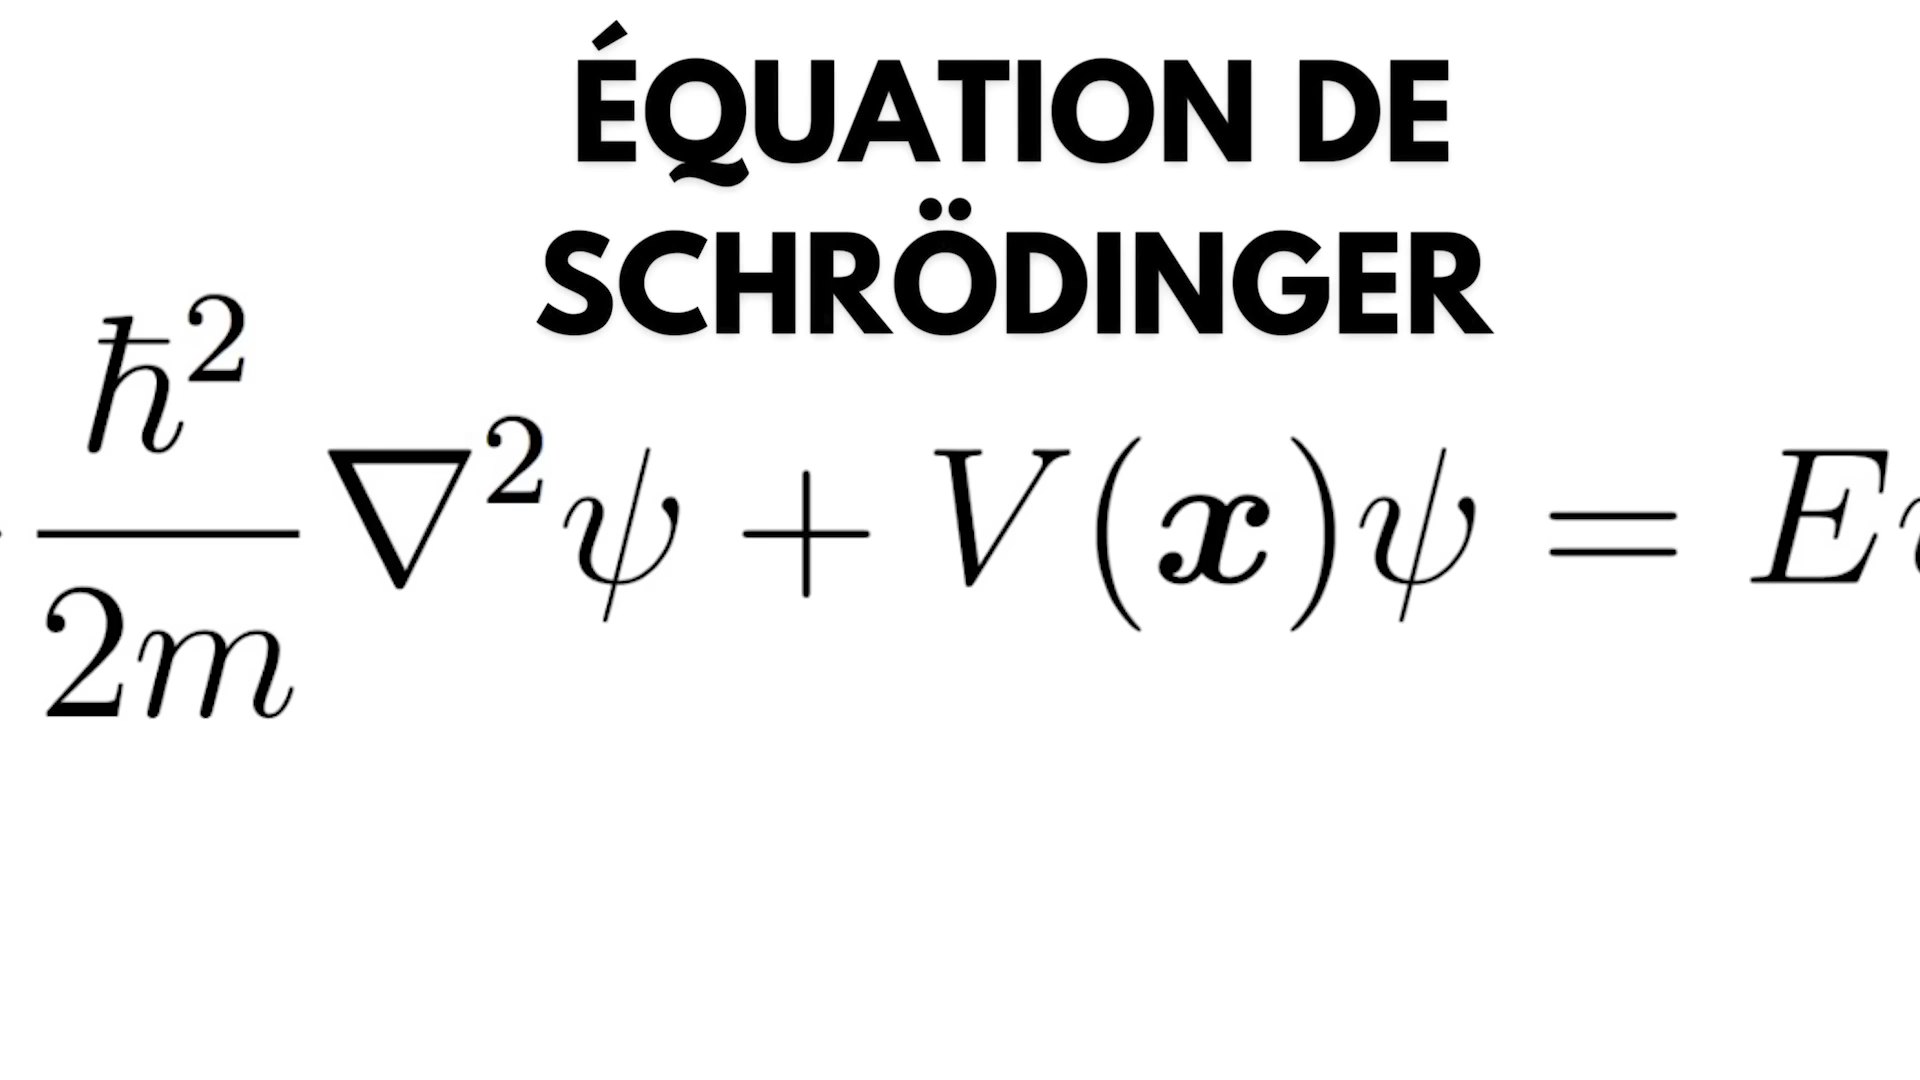 ÉQUATION DE
SCHRÖDINGER
ħ²/2m ∇²ψ + V(𝒙)ψ = E